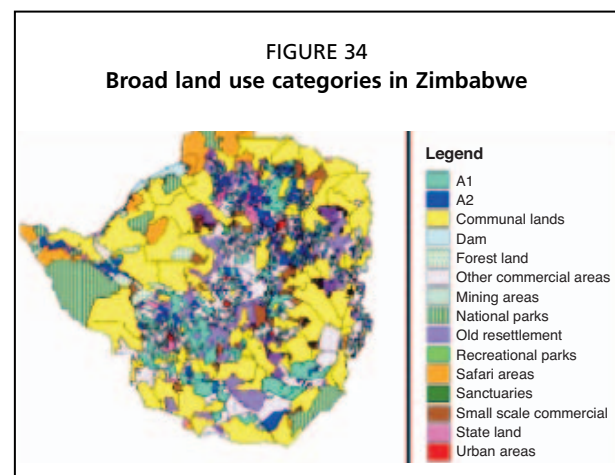 FIGURE 34
Broad land use categories in Zimbabwe
Legend
A1
A2
Communal lands
Dam
Forest land
Other commercial areas
Mining areas
National parks
Old resettlement
Recreational parks
Safari areas
Sanctuaries
Small scale commercial
State land
Urban areas